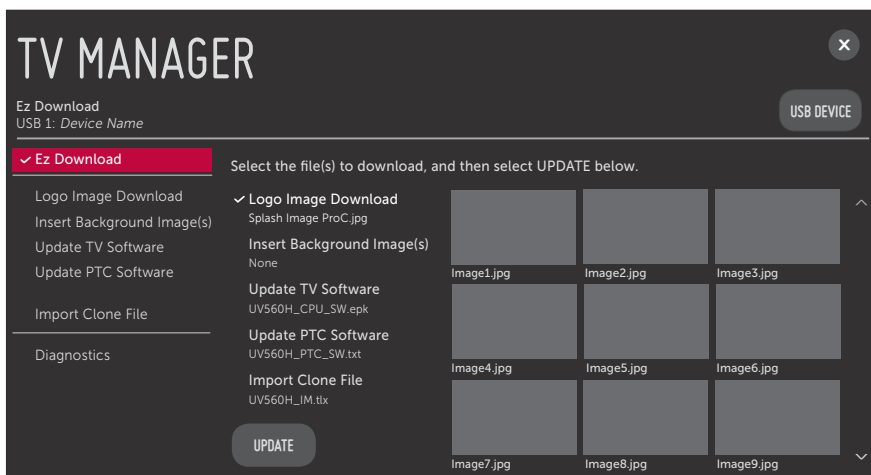 TV MANAGER
X
Ez Download
USB 1: Device Name
USB DEVICE
Ez Download
Logo Image Download
Insert Background Image(s)
Update TV Software
Update PTC Software
Import Clone File
Diagnostics
Select the file(s) to download, and then select UPDATE below.
Logo Image Download
Splash Image ProC.jpg
Insert Background Image(s)
None
Update TV Software
UV560H_CPU_SW.epk
Update PTC Software
UV560H_PTC_SW.txt
Import Clone File
UV560H_IM.tlx
UPDATE
Image1.jpg
Image2.jpg
Image3.jpg
Image4.jpg
Image5.jpg
Image6.jpg
Image7.jpg
Image8.jpg
Image9.jpg